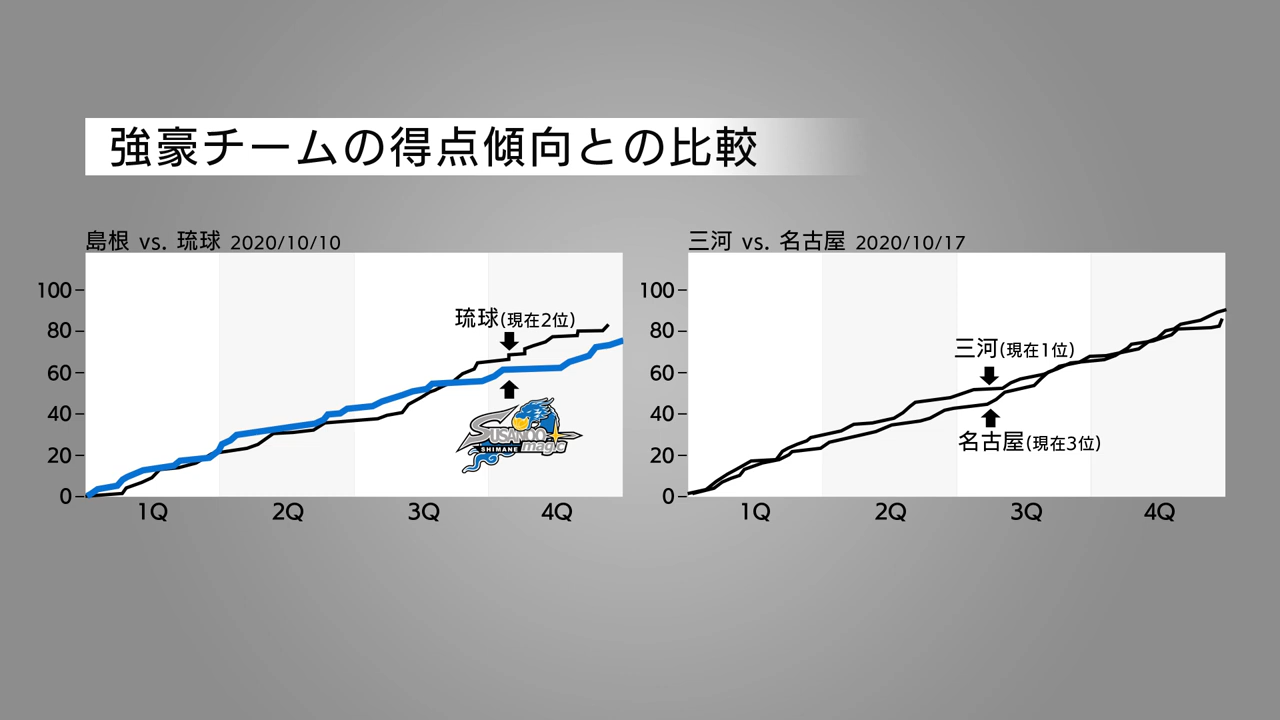 強豪チームの得点傾向との比較
島根 vs. 琉球 2020/10/10
100
80
60
40
20
0
1Q 2Q 3Q 4Q
琉球(現在2位)
SUSANOO
SHIMANE magic
三河 vs. 名古屋 2020/10/17
100
80
60
40
20
0
1Q 2Q 3Q 4Q
三河(現在1位)
名古屋(現在3位)